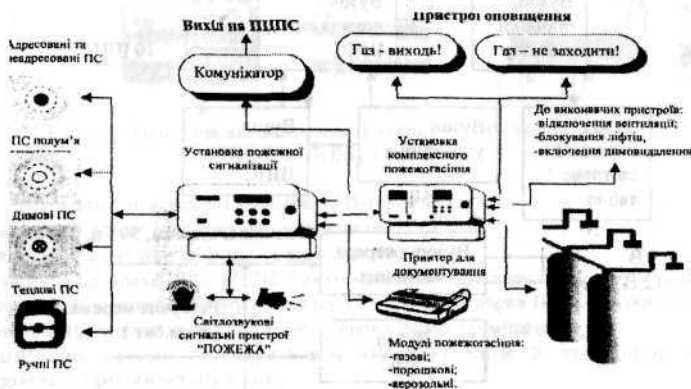 Вихід на ПЦПС
Пристрої оповіщення
Адресовані та
неадресовані ПС
Комунікатор
Газ - виходь!
Газ – не заходити!
ПС полум'я
Установка пожежної
сигналізації
Установка
комплексного
пожежогасіння
До виконавчих пристроїв:
-відключення вентиляції;
-блокування ліфтів,
-включення димовидалення
Димові ПС
Теплові ПС
Ручні ПС
Світлозвукові
сигнальні пристрої
"ПОЖЕЖА"
Принтер для
документування
Модулі пожежогасіння:
-газові;
-порошкові;
-аерозольні.